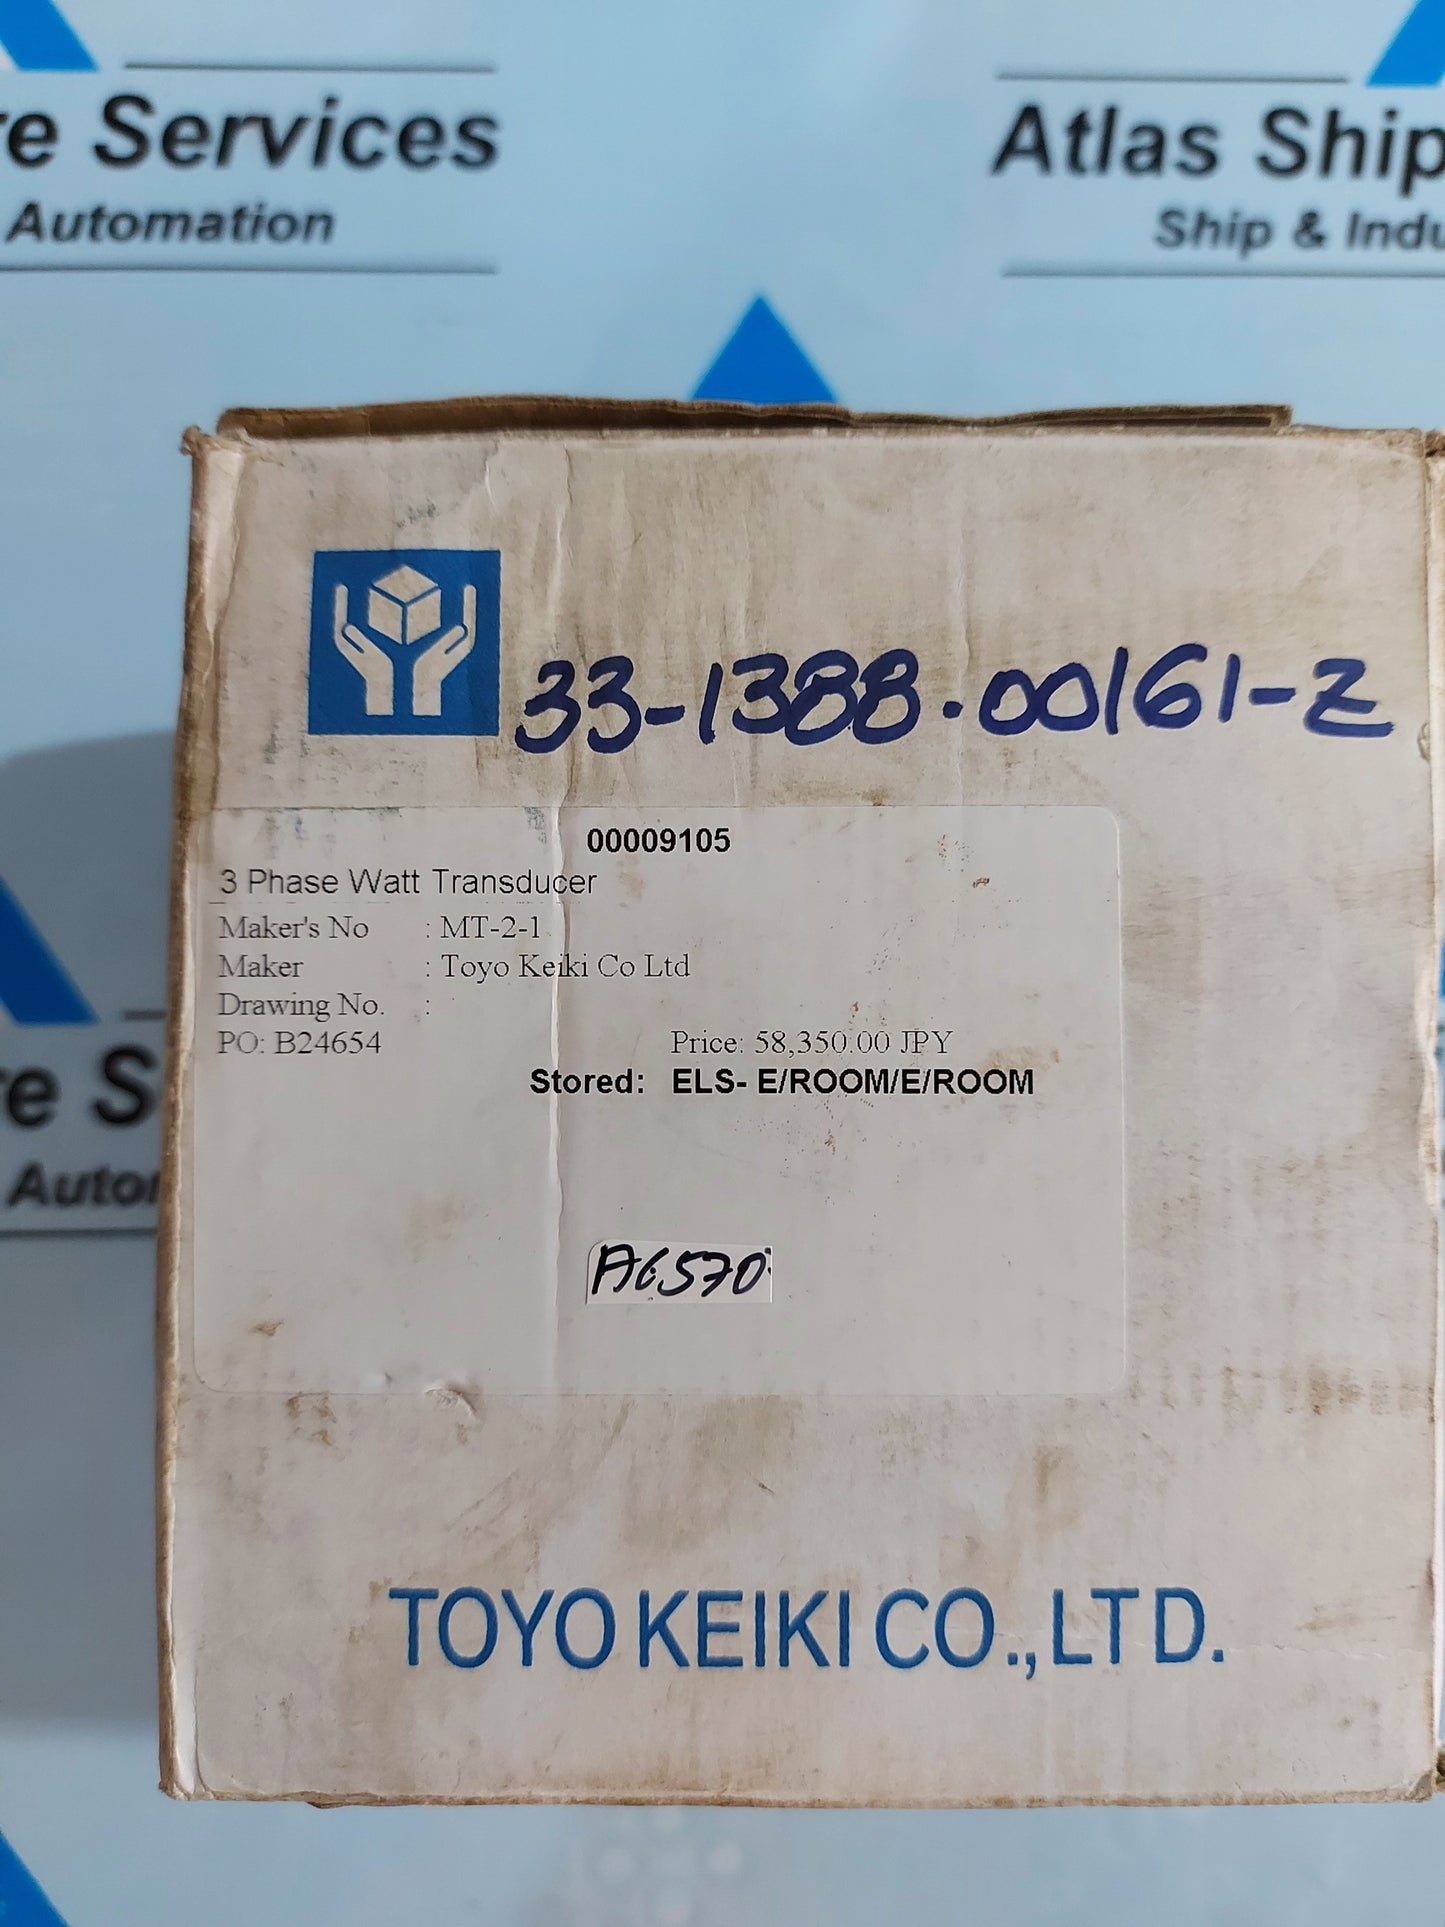 re Services
Automation
Atlas Ship
Ship & Indu
33-1388.00161-Z
00009105
3 Phase Watt Transducer
Maker's No : MT-2-1
Maker : Toyo Keiki Co Ltd
Drawing No. :
PO: B24654 Price: 58,350.00 JPY
Stored: ELS- E/ROOM/E/ROOM
A6570
re S
Autor
TOYO KEIKI CO.,LTD.